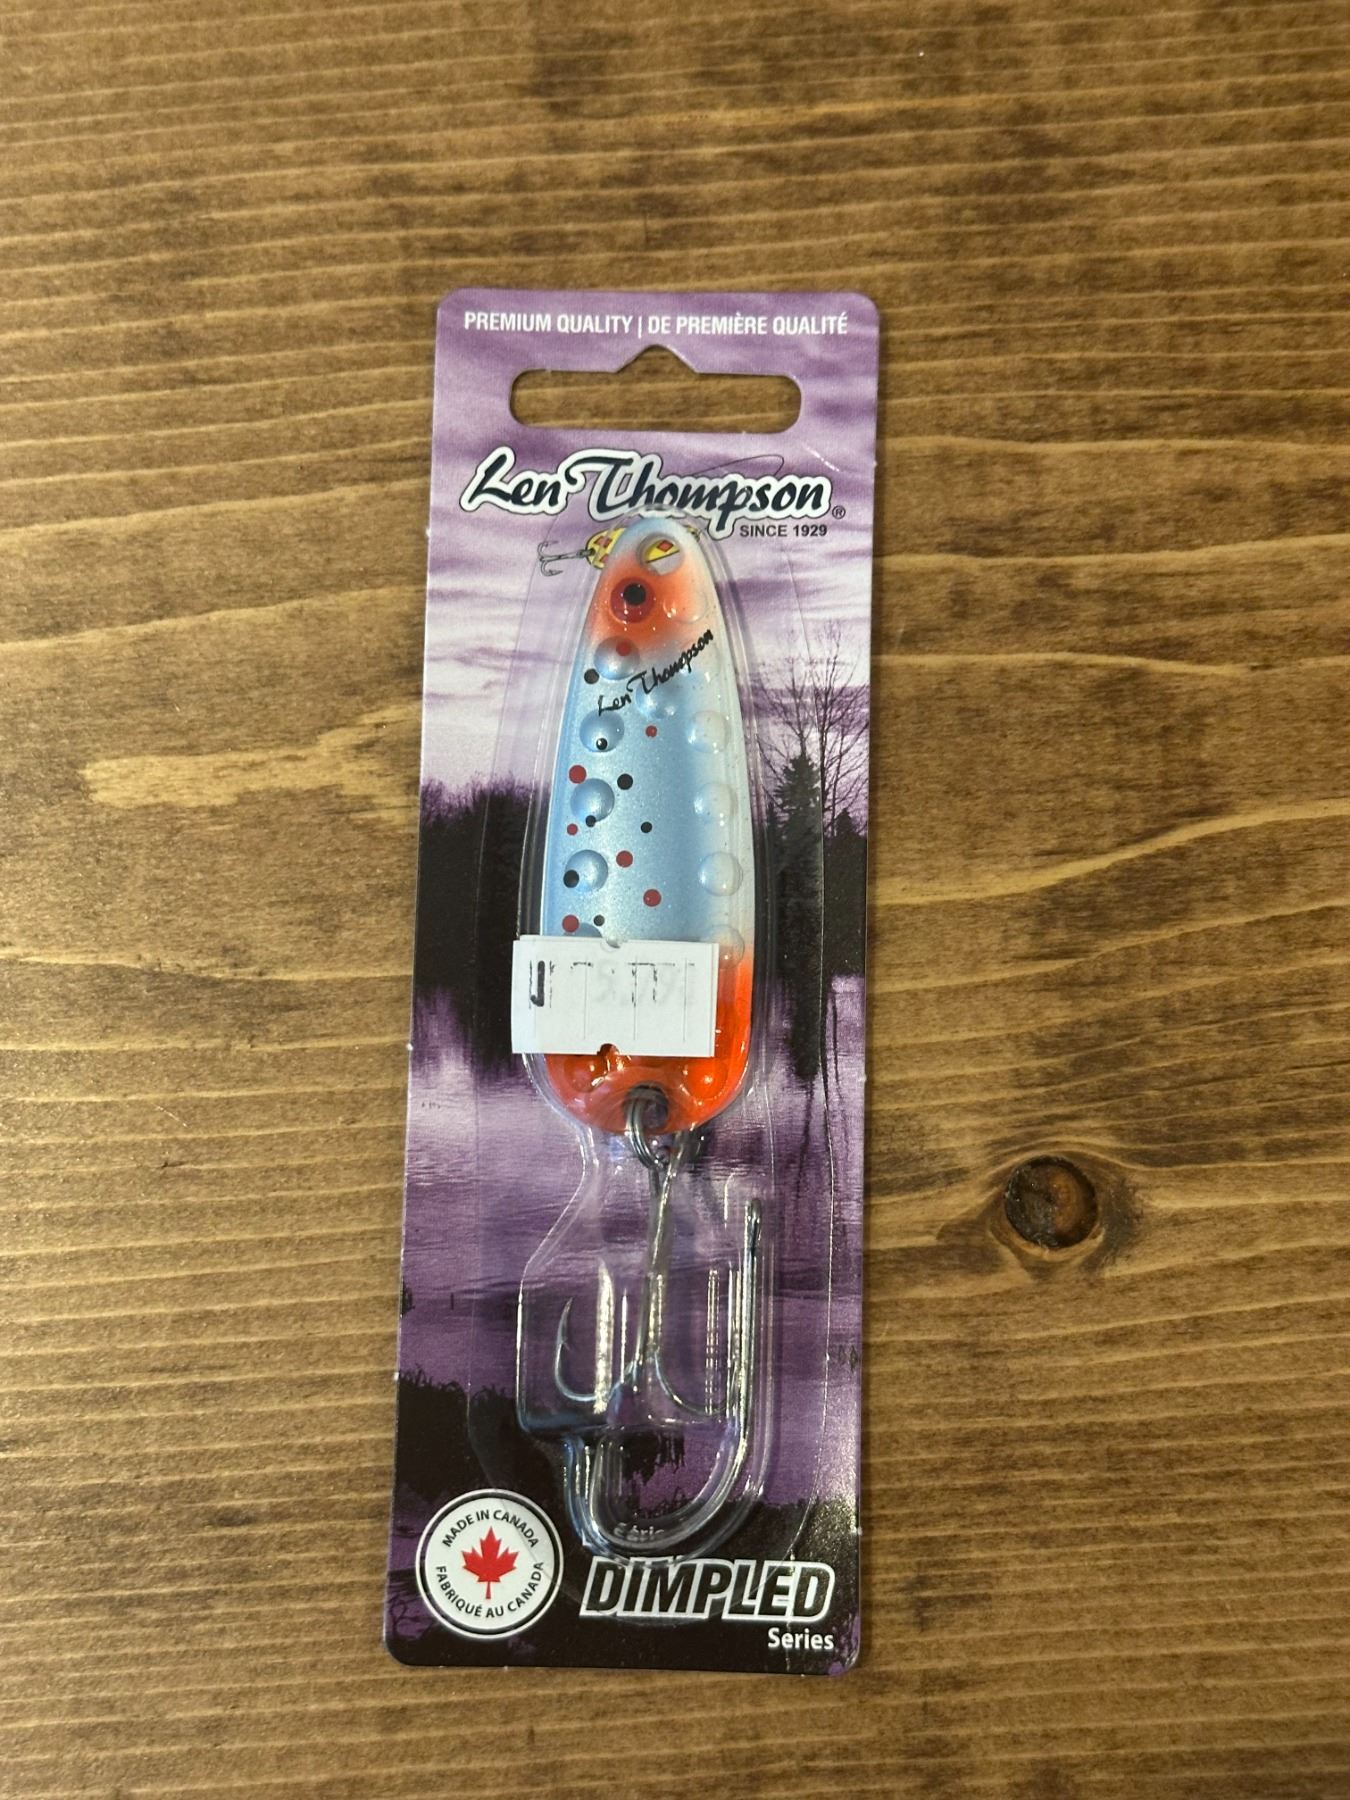 PREMIUM QUALITY | DE PREMIÈRE QUALITÉ
Len Thompson®
SINCE 1929
Len Thompson
MADE IN CANADA
FABRIQUÉ AU CANADA
Série
DIMPLED
Series